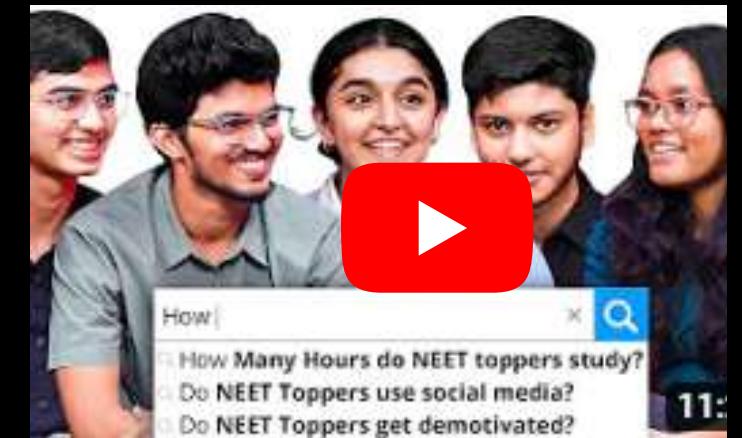 How
How Many Hours do NEET toppers study?
Do NEET Toppers use social media?
11:
Do NEET Toppers get demotivated?